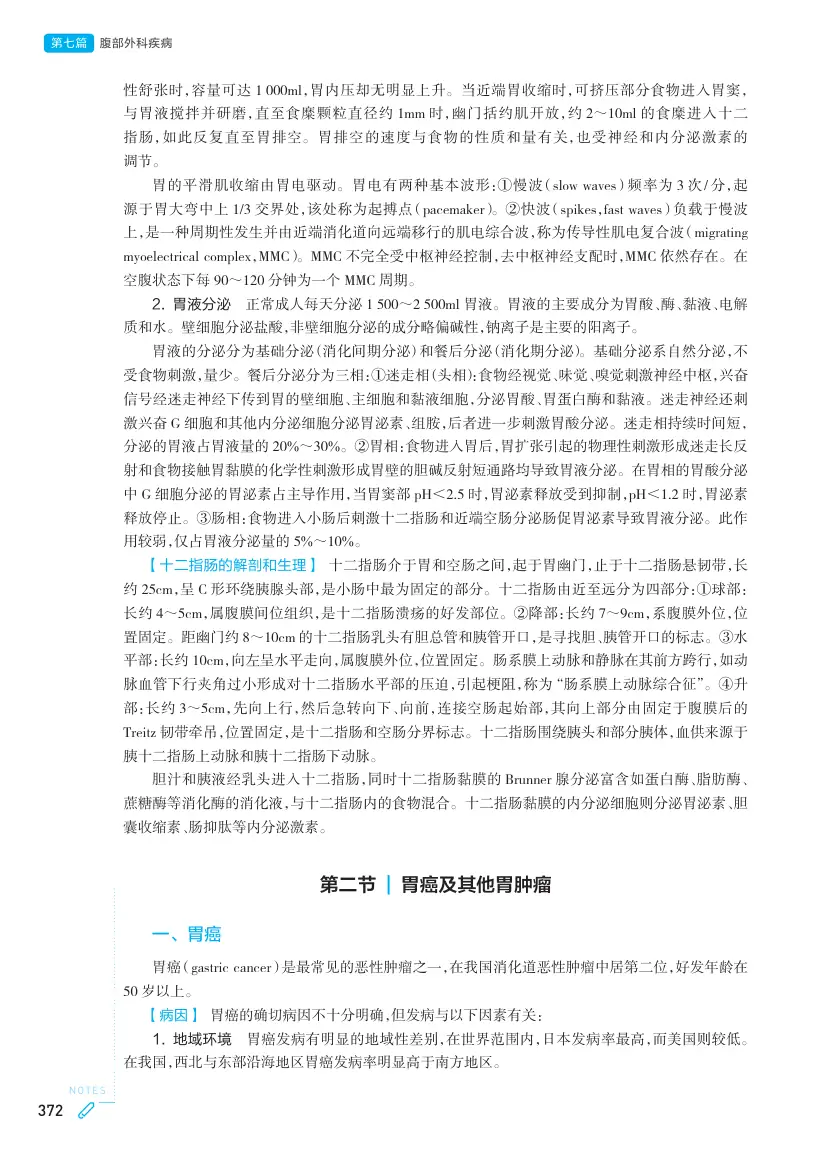 第七篇 腹部外科疾病
性舒张时,容量可达 1 000ml,胃内压却无明显上升。当近端胃收缩时,可挤压部分食物进入胃窦,
与胃液搅拌并研磨,直至食糜颗粒直径约 1mm 时,幽门括约肌开放,约 2～10ml 的食糜进入十二
指肠,如此反复直至胃排空。胃排空的速度与食物的性质和量有关,也受神经和内分泌激素的
调节。
胃的平滑肌收缩由胃电驱动。胃电有两种基本波形:①慢波(slow waves)频率为 3 次/分,起
源于胃大弯中上 1/3 交界处,该处称为起搏点(pacemaker)。②快波(spikes,fast waves)负载于慢波
上,是一种周期性发生并由近端消化道向远端移行的肌电综合波,称为传导性肌电复合波(migrating
myoelectrical complex,MMC)。MMC 不完全受中枢神经控制,去中枢神经支配时,MMC 依然存在。在
空腹状态下每 90～120 分钟为一个 MMC 周期。
2. 胃液分泌 正常成人每天分泌 1 500～2 500ml 胃液。胃液的主要成分为胃酸、酶、黏液、电解
质和水。壁细胞分泌盐酸,非壁细胞分泌的成分略偏碱性,钠离子是主要的阳离子。
胃液的分泌分为基础分泌(消化间期分泌)和餐后分泌(消化期分泌)。基础分泌系自然分泌,不
受食物刺激,量少。餐后分泌分为三相:①迷走相(头相):食物经视觉、味觉、嗅觉刺激神经中枢,兴奋
信号经迷走神经下传到胃的壁细胞、主细胞和黏液细胞,分泌胃酸、胃蛋白酶和黏液。迷走神经还刺
激兴奋 G 细胞和其他内分泌细胞分泌胃泌素、组胺,后者进一步刺激胃酸分泌。迷走相持续时间短,
分泌的胃液占胃液量的 20%～30%。②胃相:食物进入胃后,胃扩张引起的物理性刺激形成迷走长反
射和食物接触胃黏膜的化学性刺激形成胃壁的胆碱反射短通路均导致胃液分泌。在胃相的胃酸分泌
中 G 细胞分泌的胃泌素占主导作用,当胃窦部 pH＜2.5 时,胃泌素释放受到抑制,pH＜1.2 时,胃泌素
释放停止。③肠相:食物进入小肠后刺激十二指肠和近端空肠分泌肠促胃泌素导致胃液分泌。此作
用较弱,仅占胃液分泌量的 5%～10%。
【十二指肠的解剖和生理】 十二指肠介于胃和空肠之间,起于胃幽门,止于十二指肠悬韧带,长
约 25cm,呈 C 形环绕胰腺头部,是小肠中最为固定的部分。十二指肠由近至远分为四部分:①球部:
长约 4～5cm,属腹膜间位组织,是十二指肠溃疡的好发部位。②降部:长约 7～9cm,系腹膜外位,位
置固定。距幽门约 8～10cm 的十二指肠乳头有胆总管和胰管开口,是寻找胆、胰管开口的标志。③水
平部:长约 10cm,向左呈水平走向,属腹膜外位,位置固定。肠系膜上动脉和静脉在其前方跨行,如动
脉血管下行夹角过小形成对十二指肠水平部的压迫,引起梗阻,称为“肠系膜上动脉综合征”。④升
部:长约 3～5cm,先向上行,然后急转向下、向前,连接空肠起始部,其向上部分由固定于腹膜后的
Treitz 韧带牵吊,位置固定,是十二指肠和空肠分界标志。十二指肠围绕胰头和部分胰体,血供来源于
胰十二指肠上动脉和胰十二指肠下动脉。
胆汁和胰液经乳头进入十二指肠,同时十二指肠黏膜的 Brunner 腺分泌富含如蛋白酶、脂肪酶、
蔗糖酶等消化酶的消化液,与十二指肠内的食物混合。十二指肠黏膜的内分泌细胞则分泌胃泌素、胆
囊收缩素、肠抑肽等内分泌激素。
第二节 | 胃癌及其他胃肿瘤
一、胃癌
胃癌(gastric cancer)是最常见的恶性肿瘤之一,在我国消化道恶性肿瘤中居第二位,好发年龄在
50 岁以上。
【病因】 胃癌的确切病因不十分明确,但发病与以下因素有关:
1. 地域环境 胃癌发病有明显的地域性差别,在世界范围内,日本发病率最高,而美国则较低。
在我国,西北与东部沿海地区胃癌发病率明显高于南方地区。
NOTES
372